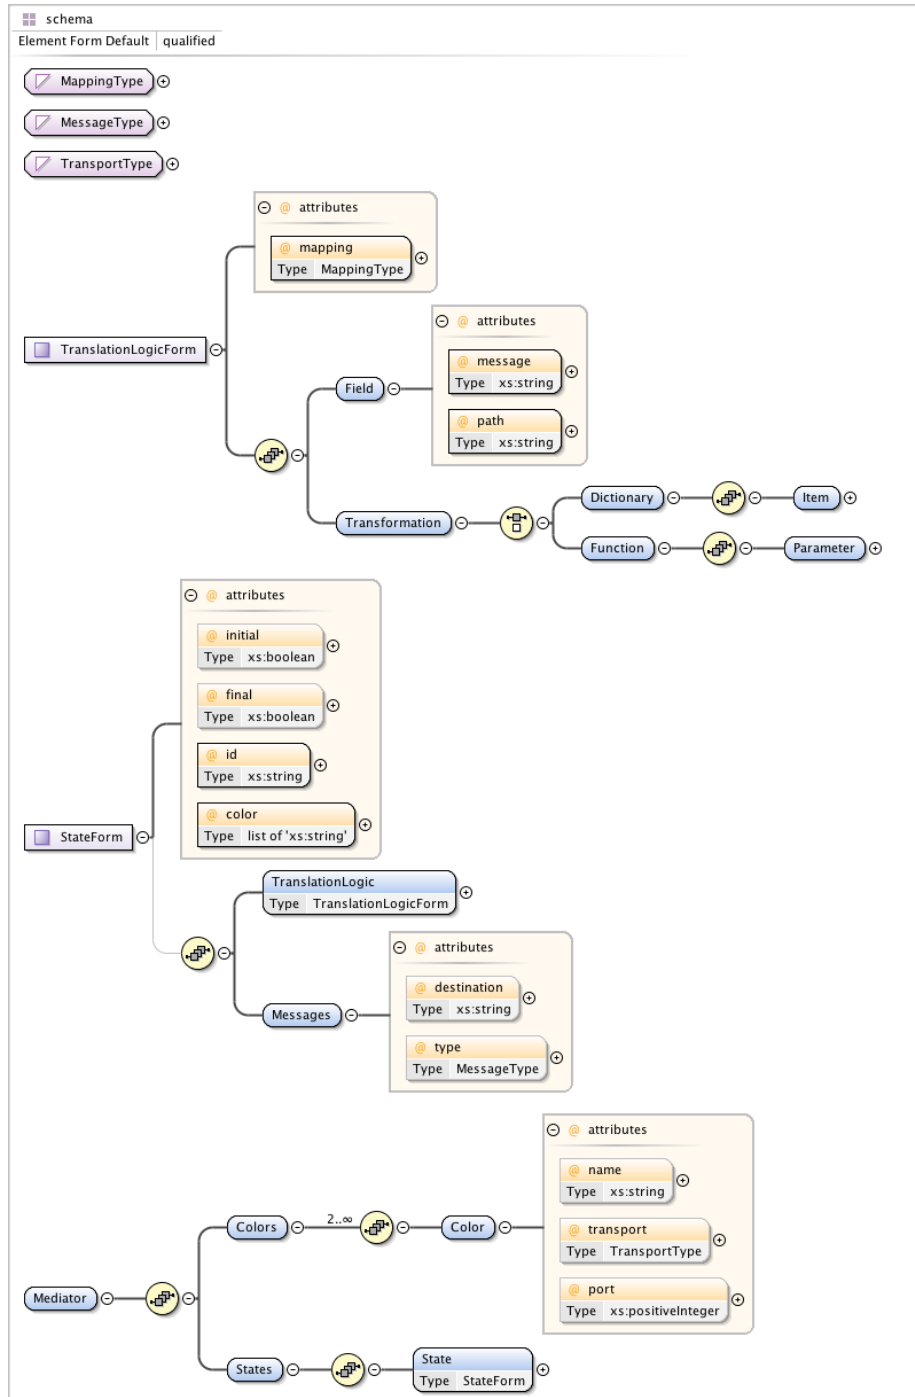 schema
Element Form Default qualified
MappingType
MessageType
TransportType
@ attributes
@ mapping
Type MappingType
TranslationLogicForm
@ attributes
@ message
Type xs:string
@ path
Type xs:string
Field
Transformation
Dictionary
Item
Function
Parameter
@ attributes
@ initial
Type xs:boolean
@ final
Type xs:boolean
@ id
Type xs:string
@ color
Type list of 'xs:string'
StateForm
TranslationLogic
Type TranslationLogicForm
@ attributes
@ destination
Type xs:string
@ type
Type MessageType
Messages
@ attributes
@ name
Type xs:string
@ transport
Type TransportType
@ port
Type xs:positiveInteger
Colors
2..∞
Color
Mediator
States
State
Type StateForm